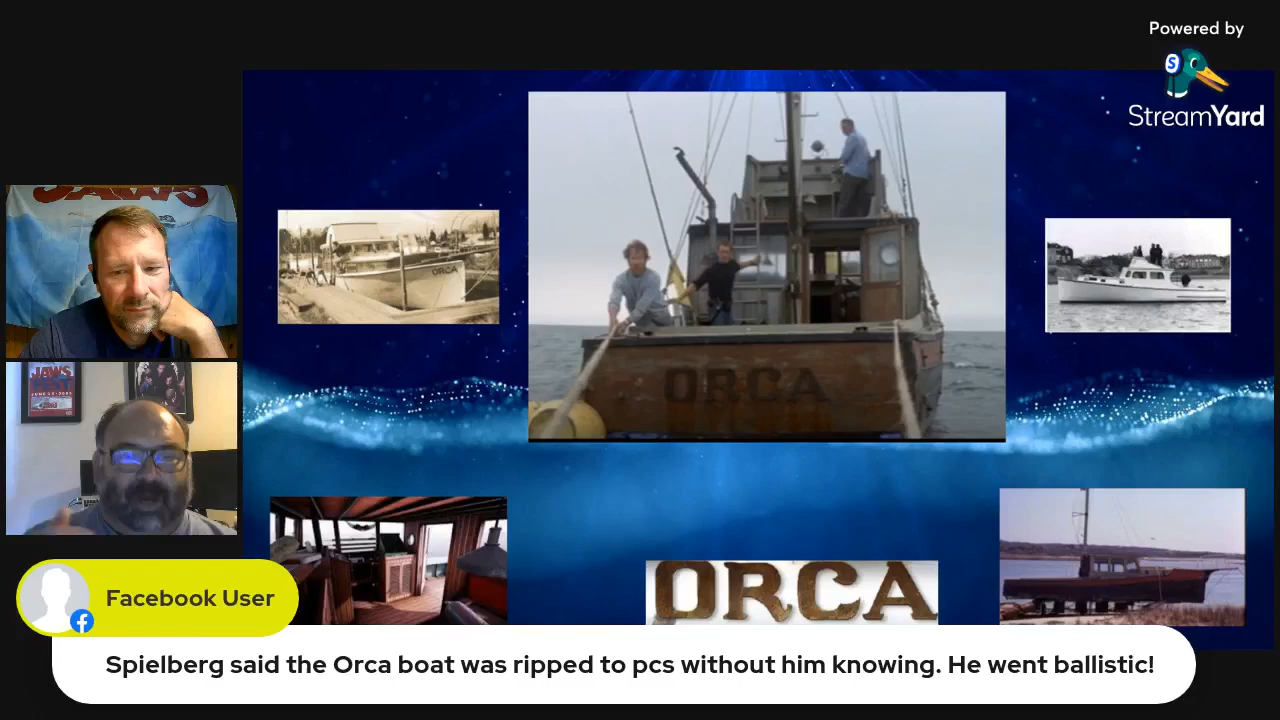 Powered by
StreamYard
JAWS
ORCA
ORCA
JAWS
ORCA
Facebook User
Spielberg said the Orca boat was ripped to pcs without him knowing. He went ballistic!